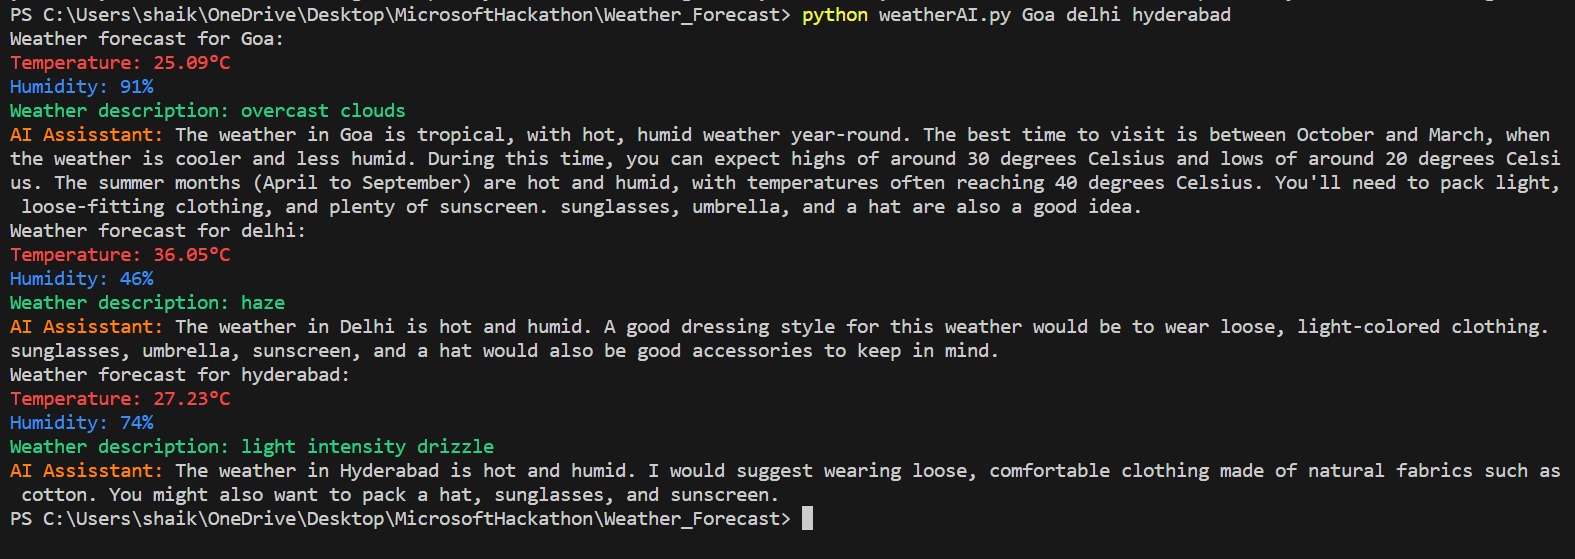 PS C:\Users\shaik\OneDrive\Desktop\MicrosoftHackathon\Weather_Forecast> python weatherAI.py Goa delhi hyderabad
Weather forecast for Goa:
Temperature: 25.09°C
Humidity: 91%
Weather description: overcast clouds
AI Assisstant: The weather in Goa is tropical, with hot, humid weather year-round. The best time to visit is between October and March, when
the weather is cooler and less humid. During this time, you can expect highs of around 30 degrees Celsius and lows of around 20 degrees Celsi
us. The summer months (April to September) are hot and humid, with temperatures often reaching 40 degrees Celsius. You'll need to pack light,
 loose-fitting clothing, and plenty of sunscreen. sunglasses, umbrella, and a hat are also a good idea.
Weather forecast for delhi:
Temperature: 36.05°C
Humidity: 46%
Weather description: haze
AI Assisstant: The weather in Delhi is hot and humid. A good dressing style for this weather would be to wear loose, light-colored clothing.
sunglasses, umbrella, sunscreen, and a hat would also be good accessories to keep in mind.
Weather forecast for hyderabad:
Temperature: 27.23°C
Humidity: 74%
Weather description: light intensity drizzle
AI Assisstant: The weather in Hyderabad is hot and humid. I would suggest wearing loose, comfortable clothing made of natural fabrics such as
 cotton. You might also want to pack a hat, sunglasses, and sunscreen.
PS C:\Users\shaik\OneDrive\Desktop\MicrosoftHackathon\Weather_Forecast>